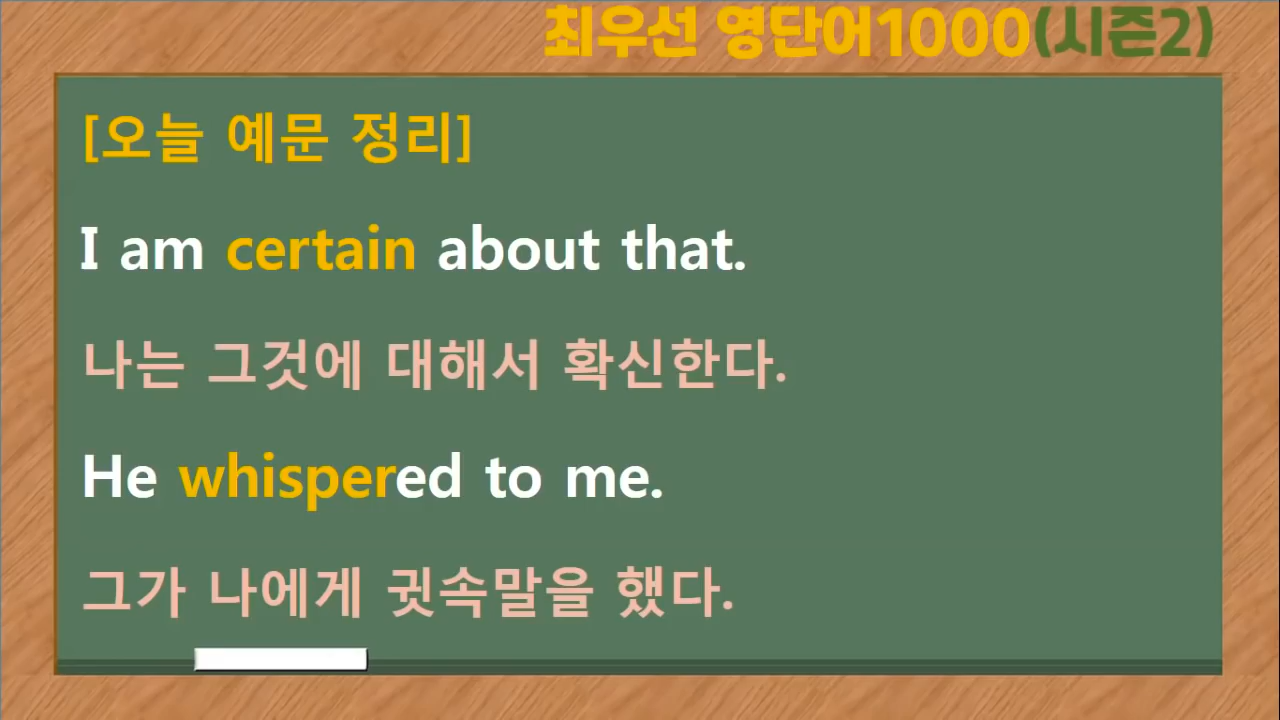 최우선 영단어1000(시즌2)
[오늘 예문 정리]
I am certain about that.
나는 그것에 대해서 확신한다.
He whispered to me.
그가 나에게 귓속말을 했다.